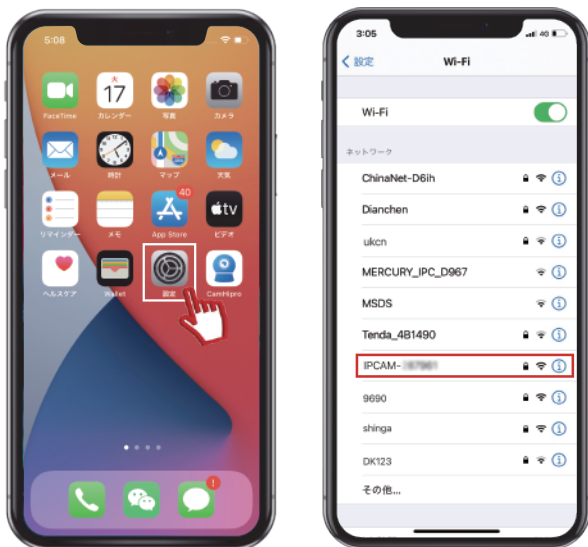 5:08
火
17
FaceTime
カレンダー
写真
カメラ
メール
時計
マップ
天気
40
tv
リマインダー
メモ
App Store
ビデオ
ヘルスケア
Wallet
設定
CamHipro
1
3:05
4G
設定
Wi-Fi
Wi-Fi
ネットワーク
ChinaNet-D6ih
Dianchen
ukcn
MERCURY_IPC_D967
MSDS
Tenda_4B1490
IPCAM-
9690
shinga
DK123
その他...